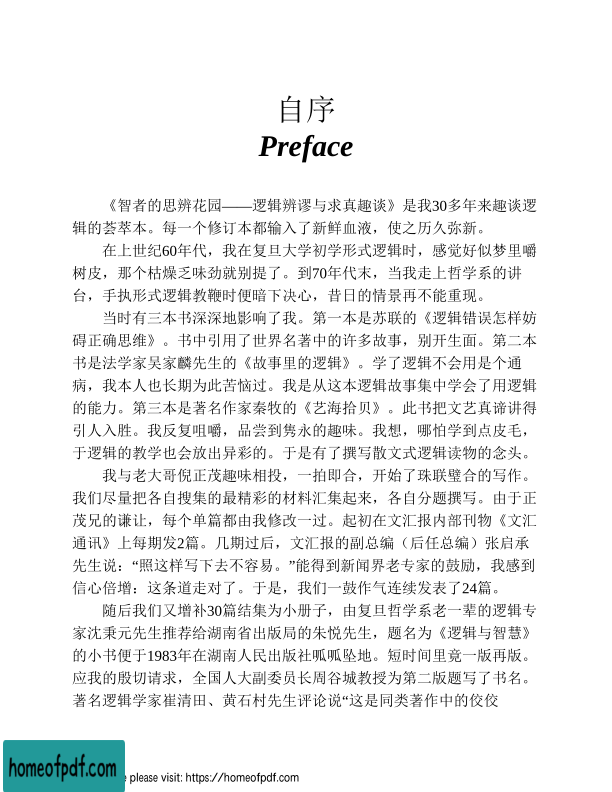 自序
Preface
《智者的思辨花园——逻辑辨谬与求真趣谈》是我30多年来趣谈逻
辑的荟萃本。每一个修订本都输入了新鲜血液，使之历久弥新。
在上世纪60年代，我在复旦大学初学形式逻辑时，感觉好似梦里嚼
树皮，那个枯燥乏味劲就别提了。到70年代末，当我走上哲学系的讲
台，手执形式逻辑教鞭时便暗下决心，昔日的情景再不能重现。
当时有三本书深深地影响了我。第一本是苏联的《逻辑错误怎样妨
碍正确思维》。书中引用了世界名著中的许多故事，别开生面。第二本
书是法学家吴家麟先生的《故事里的逻辑》。学了逻辑不会用是个通
病，我本人也长期为此苦恼过。我是从这本逻辑故事集中学会了用逻辑
的能力。第三本是著名作家秦牧的《艺海拾贝》。此书把文艺真谛讲得
引人入胜。我反复咀嚼，品尝到隽永的趣味。我想，哪怕学到点皮毛，
于逻辑的教学也会放出异彩的。于是有了撰写散文式逻辑读物的念头。
我与老大哥倪正茂趣味相投，一拍即合，开始了珠联璧合的写作。
我们尽量把各自搜集的最精彩的材料汇集起来，各自分题撰写。由于正
茂兄的谦让，每个单篇都由我修改一过。起初在文汇报内部刊物《文汇
通讯》上每期发2篇。几期过后，文汇报的副总编（后任总编）张启承
先生说：“照这样写下去不容易。”能得到新闻界老专家的鼓励，我感到
信心倍增：这条道走对了。于是，我们一鼓作气连续发表了24篇。
随后我们又增补30篇结集为小册子，由复旦哲学系老一辈的逻辑专
家沈秉元先生推荐给湖南省出版局的朱悦先生，题名为《逻辑与智慧》
的小书便于1983年在湖南人民出版社呱呱坠地。短时间里竟一版再版。
应我的殷切请求，全国人大副委员长周谷城教授为第二版题写了书名。
著名逻辑学家崔清田、黄石村先生评论说“这是同类著作中的佼佼
homeofpdf.com
please visit: https://homeofpdf.com